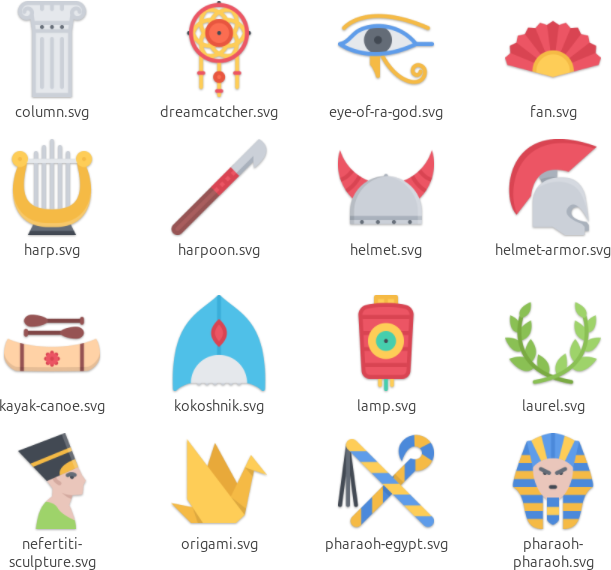 column.svg
dreamcatcher.svg
eye-of-ra-god.svg
fan.svg
harp.svg
harpoon.svg
helmet.svg
helmet-armor.svg
kayak-canoe.svg
kokoshnik.svg
lamp.svg
laurel.svg
nefertiti-
sculpture.svg
origami.svg
pharaoh-egypt.svg
pharaoh-
pharaoh.svg